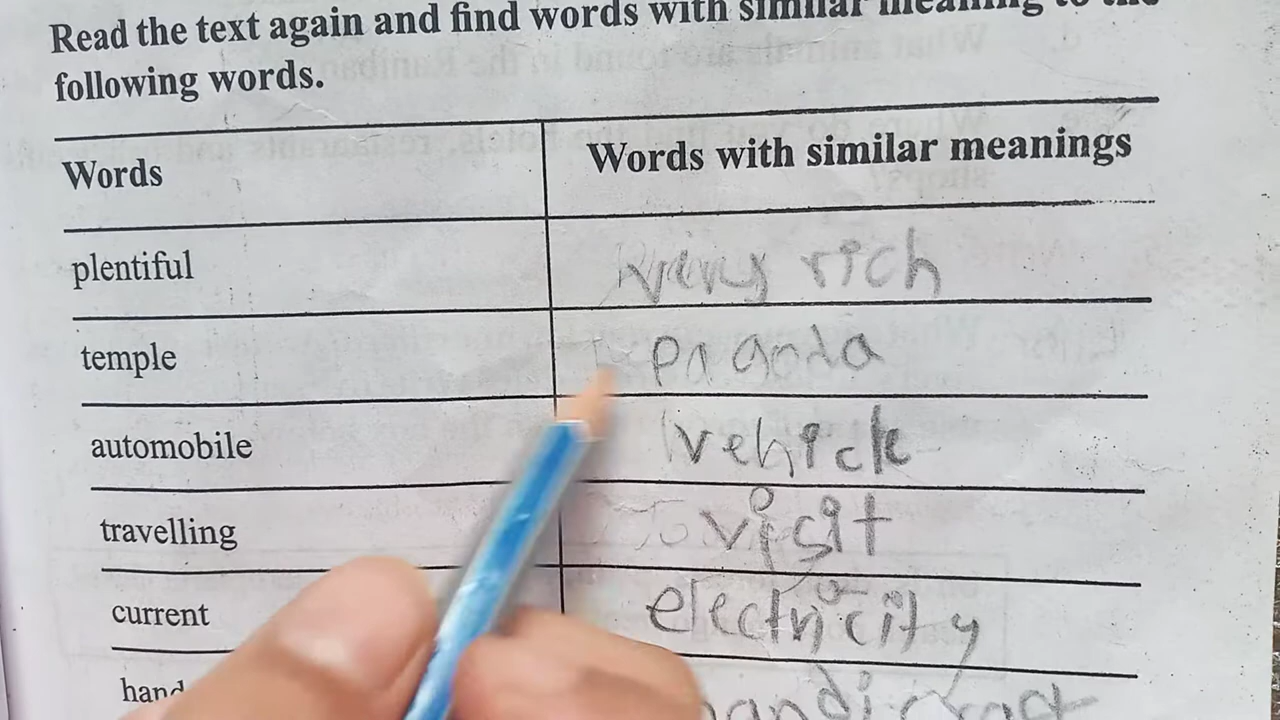 Read the text again and find words with similar meaning to the
following words.
Words Words with similar meanings
plentiful very rich
temple pagoda
automobile vehicle
travelling visit
current electricity
hand